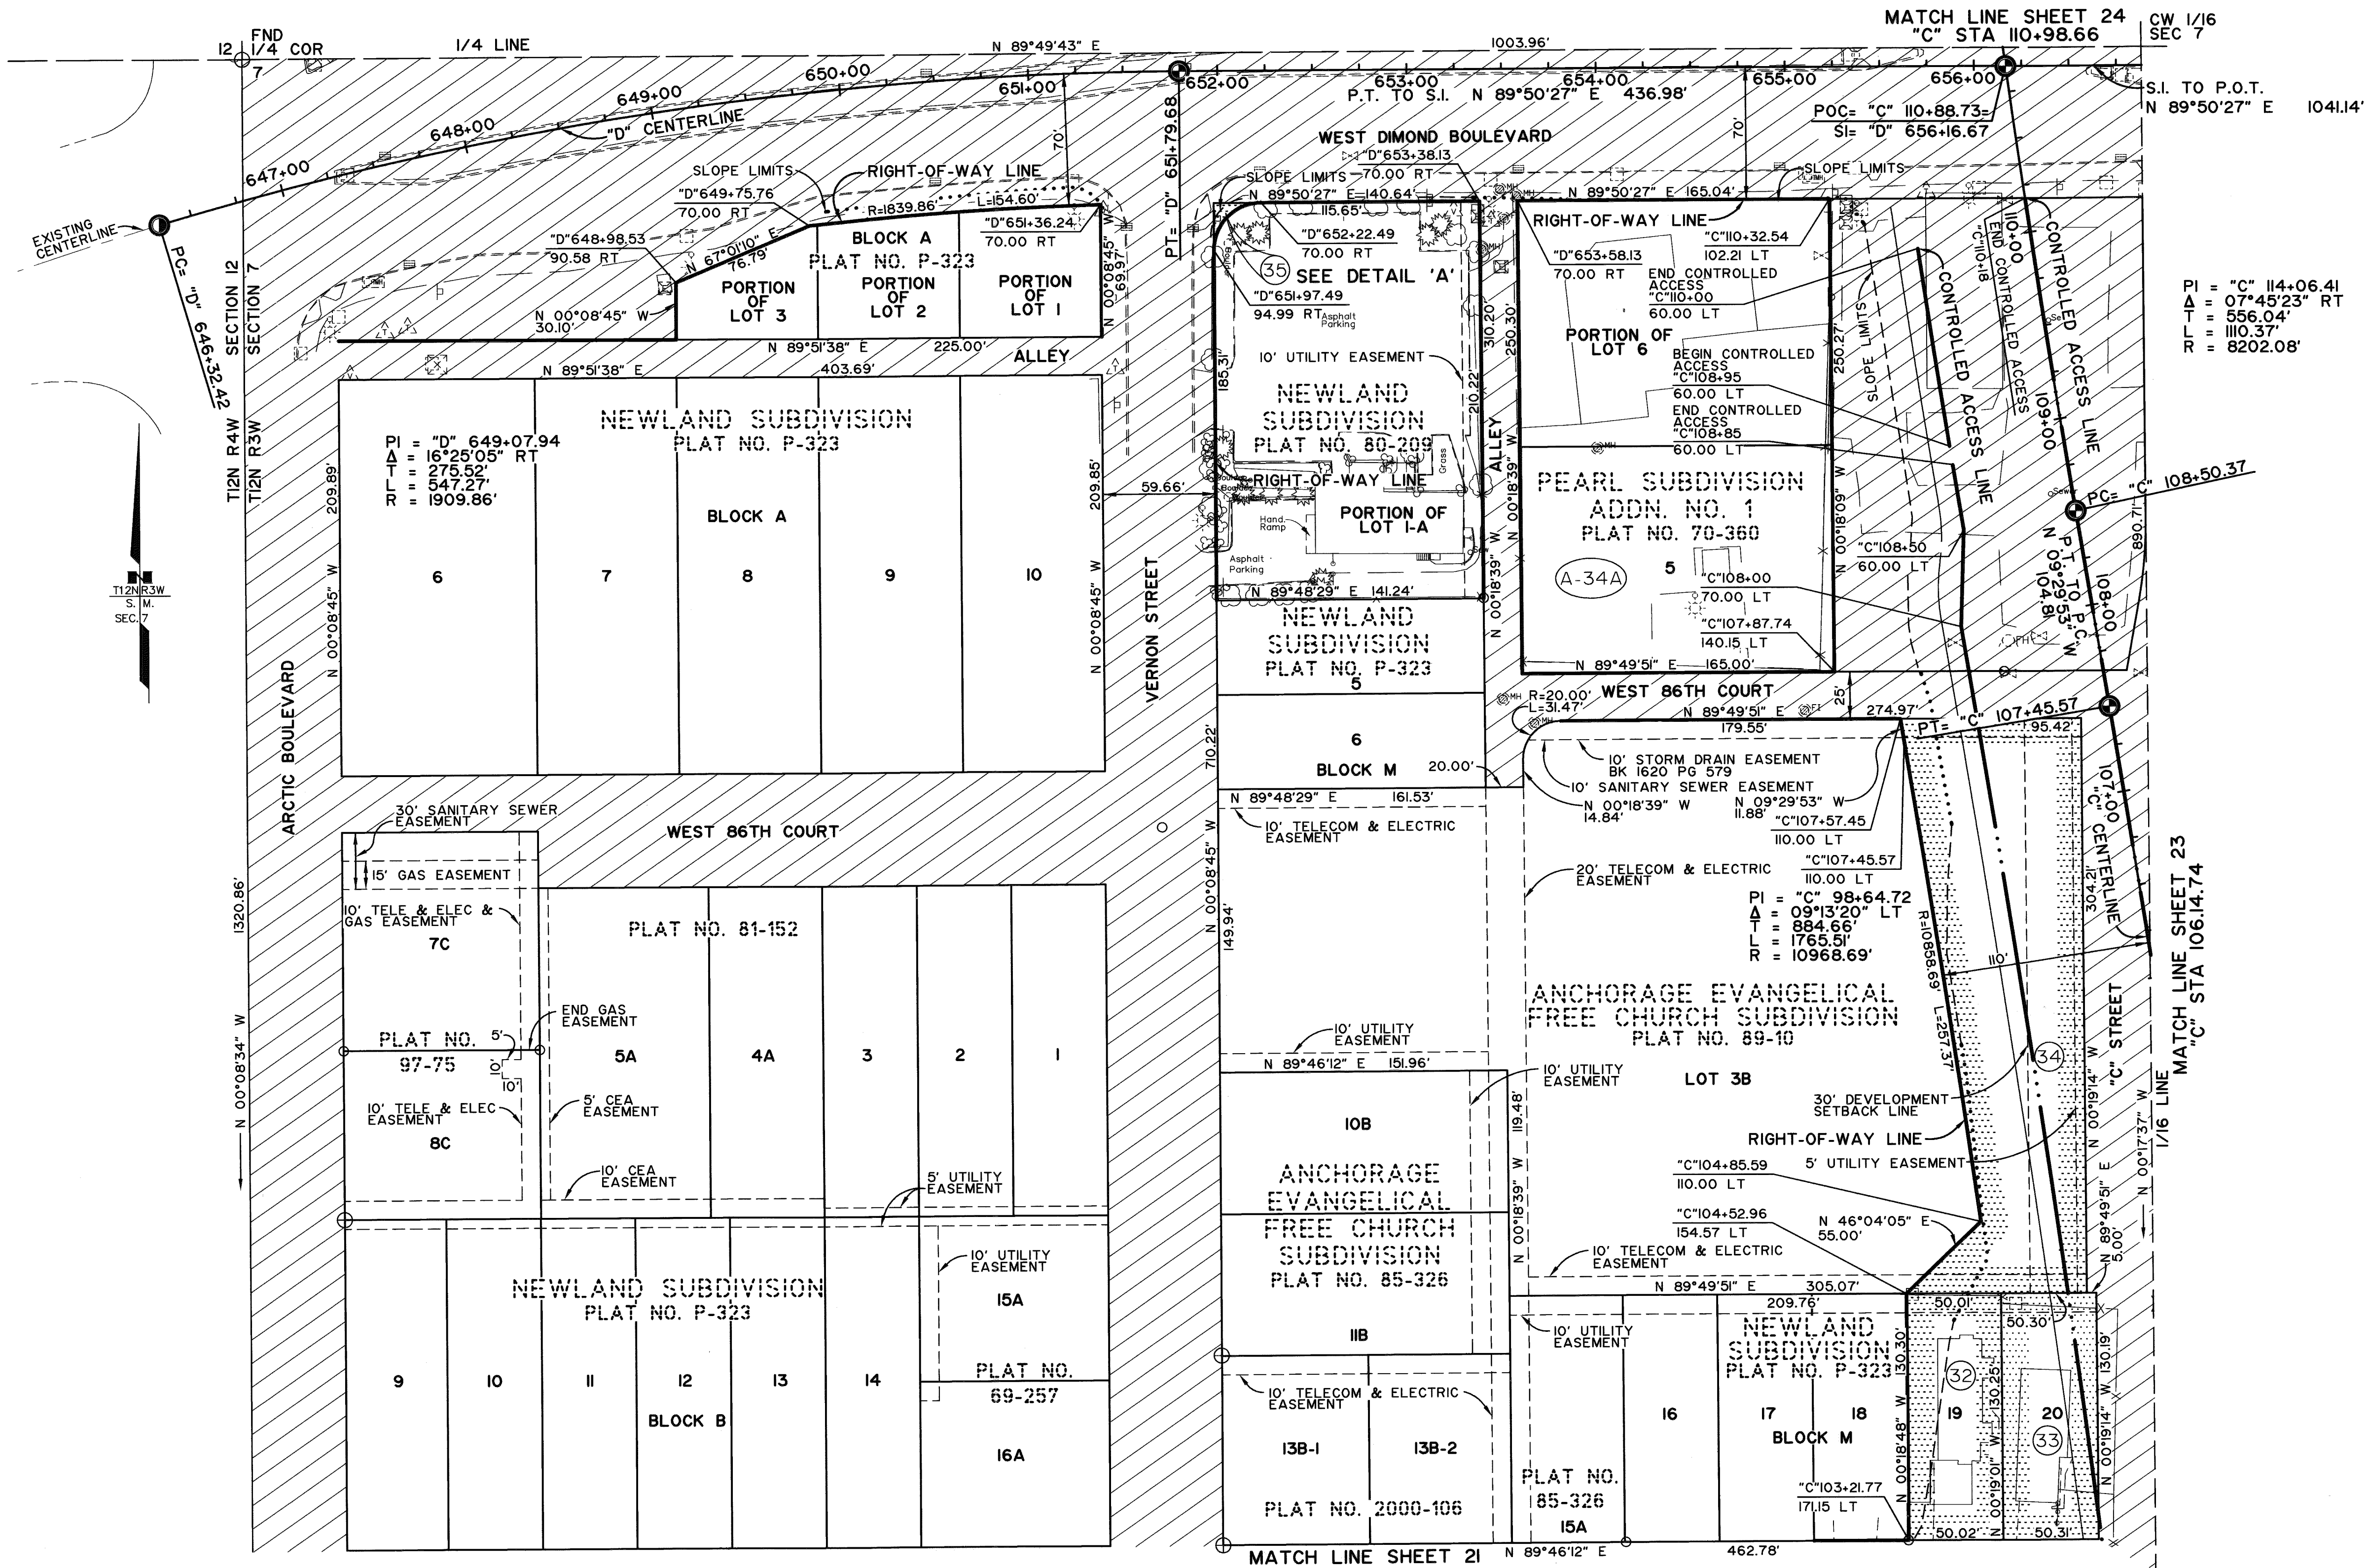 MATCH LINE SHEET 24
"C" STA 110+98.66
CW 1/16
SEC 7
FND
1/4 COR
12
7
1/4 LINE
N 89°49'43" E
1003.96'
S.I. TO P.O.T.
N 89°50'27" E 1041.14'
647+00
648+00
649+00
650+00
651+00
652+00
653+00
654+00
655+00
656+00
"D" CENTERLINE
P.T. TO S.I. N 89°50'27" E 436.98'
POC= "C" 110+88.73=
SI= "D" 656+16.67
WEST DIMOND BOULEVARD
70'
70'
PT= "D" 651+79.68
EXISTING
CENTERLINE
PC= "D" 646+32.42
SECTION 12
SECTION 7
T12N R4W
T12N R3W
SLOPE LIMITS
RIGHT-OF-WAY LINE
"D"649+75.76
70.00 RT
R=1839.86'
L=154.60'
"D"648+98.53
90.58 RT
N 67°01'10" E
76.79'
BLOCK A
PLAT NO. P-323
"D"651+36.24
70.00 RT
PORTION
OF
LOT 3
PORTION
OF
LOT 2
PORTION
OF
LOT 1
N 00°08'45" W
69.97'
N 00°08'45" W
30.10'
N 89°51'38" E 225.00'
ALLEY
N 89°51'38" E 403.69'
NEWLAND SUBDIVISION
PLAT NO. P-323
PI = "D" 649+07.94
Δ = 16°25'05" RT
T = 275.52'
L = 547.27'
R = 1909.86'
BLOCK A
6
7
8
9
10
N 00°08'45" W 209.89'
N 00°08'45" W 209.85'
59.66'
VERNON STREET
ARCTIC BOULEVARD
T12N R3W
S. M.
SEC. 7
N
SLOPE LIMITS
"D"653+38.13
70.00 RT
N 89°50'27" E 140.64'
115.65'
"D"652+22.49
70.00 RT
35
SEE DETAIL 'A'
"D"651+97.49
94.99 RT
Asphalt
Parking
10' UTILITY EASEMENT
185.31'
210.22'
310.20'
250.30'
NEWLAND
SUBDIVISION
PLAT NO. 80-209
Grass
RIGHT-OF-WAY LINE
PORTION OF
LOT 1-A
Hand.
Ramp
Asphalt
Parking
N 89°48'29" E 141.24'
ALLEY
N 00°18'39" W
N 00°18'39" W
NEWLAND
SUBDIVISION
PLAT NO. P-323
5
6
BLOCK M
20.00'
710.22'
N 89°48'29" E 161.53'
N 89°50'27" E 165.04'
SLOPE LIMITS
RIGHT-OF-WAY LINE
"D"653+58.13
70.00 RT
"C"110+32.54
102.21 LT
END CONTROLLED
ACCESS
"C"110+00
60.00 LT
PORTION OF
LOT 6
BEGIN CONTROLLED
ACCESS
"C"108+95
60.00 LT
END CONTROLLED
ACCESS
"C"108+85
60.00 LT
250.27'
N 00°18'09" W
PEARL SUBDIVISION
ADDN. NO. 1
PLAT NO. 70-360
5
A-34A
"C"108+50
60.00 LT
"C"108+00
70.00 LT
"C"107+87.74
140.15 LT
N 89°49'51" E 165.00'
SLOPE LIMITS
CONTROLLED ACCESS LINE
"C"110+18
END CONTROLLED ACCESS
110+00
CONTROLLED ACCESS LINE
109+00
PI = "C" 114+06.41
Δ = 07°45'23" RT
T = 556.04'
L = 1110.37'
R = 8202.08'
PC= "C" 108+50.37
890.71'
P.T. TO P.C.
N 09°29'53" W
104.81'
108+00
WEST 86TH COURT
MH
R=20.00'
L=31.47'
N 89°49'51" E
179.55'
25'
274.97'
PT= "C" 107+45.57
95.42'
10' STORM DRAIN EASEMENT
BK 1620 PG 579
10' SANITARY SEWER EASEMENT
N 00°18'39" W
14.84'
N 09°29'53" W
11.88'
"C"107+57.45
110.00 LT
"C"107+45.57
110.00 LT
10' TELECOM & ELECTRIC
EASEMENT
20' TELECOM & ELECTRIC
EASEMENT
PI = "C" 98+64.72
Δ = 09°13'20" LT
T = 884.66'
L = 1765.51'
R = 10968.69'
R=10858.69' L=257.37'
110'
107+00
"C" CENTERLINE
304.21'
MATCH LINE SHEET 23
"C" STA 106.14.74
"C" STREET
1/16 LINE
N 00°17'37" W
N 00°19'14" W
34
ANCHORAGE EVANGELICAL
FREE CHURCH SUBDIVISION
PLAT NO. 89-10
LOT 3B
30' DEVELOPMENT
SETBACK LINE
RIGHT-OF-WAY LINE
5' UTILITY EASEMENT
"C"104+85.59
110.00 LT
"C"104+52.96
154.57 LT
N 46°04'05" E
55.00'
10' TELECOM & ELECTRIC
EASEMENT
N 89°49'51" E 305.07'
N 89°49'51" E
5.00'
WEST 86TH COURT
30' SANITARY SEWER
EASEMENT
15' GAS EASEMENT
10' TELE & ELEC &
GAS EASEMENT
7C
PLAT NO.
97-75
5'
10'
10'
END GAS
EASEMENT
10' TELE & ELEC
EASEMENT
8C
PLAT NO. 81-152
5A
4A
3
2
1
5' CEA
EASEMENT
10' CEA
EASEMENT
5' UTILITY
EASEMENT
1320.86'
N 00°08'34" W
NEWLAND SUBDIVISION
PLAT NO. P-323
9
10
11
12
13
14
BLOCK B
10' UTILITY
EASEMENT
15A
PLAT NO.
69-257
16A
N 00°08'45" W
149.94'
10' UTILITY
EASEMENT
N 89°46'12" E 151.96'
10' UTILITY
EASEMENT
10B
119.48'
N 00°18'39" W
ANCHORAGE
EVANGELICAL
FREE CHURCH
SUBDIVISION
PLAT NO. 85-326
11B
10' TELECOM & ELECTRIC
EASEMENT
13B-1
13B-2
PLAT NO. 2000-106
10' UTILITY
EASEMENT
PLAT NO.
85-326
15A
209.76'
NEWLAND
SUBDIVISION
PLAT NO. P-323
16
17
18
BLOCK M
"C"103+21.77
171.15 LT
N 00°18'48" W 130.30'
50.01'
50.30'
32
19
N 00°19'01" W 130.25'
20
33
N 00°19'14" W 130.19'
50.02'
50.31'
MATCH LINE SHEET 21
N 89°46'12" E 462.78'